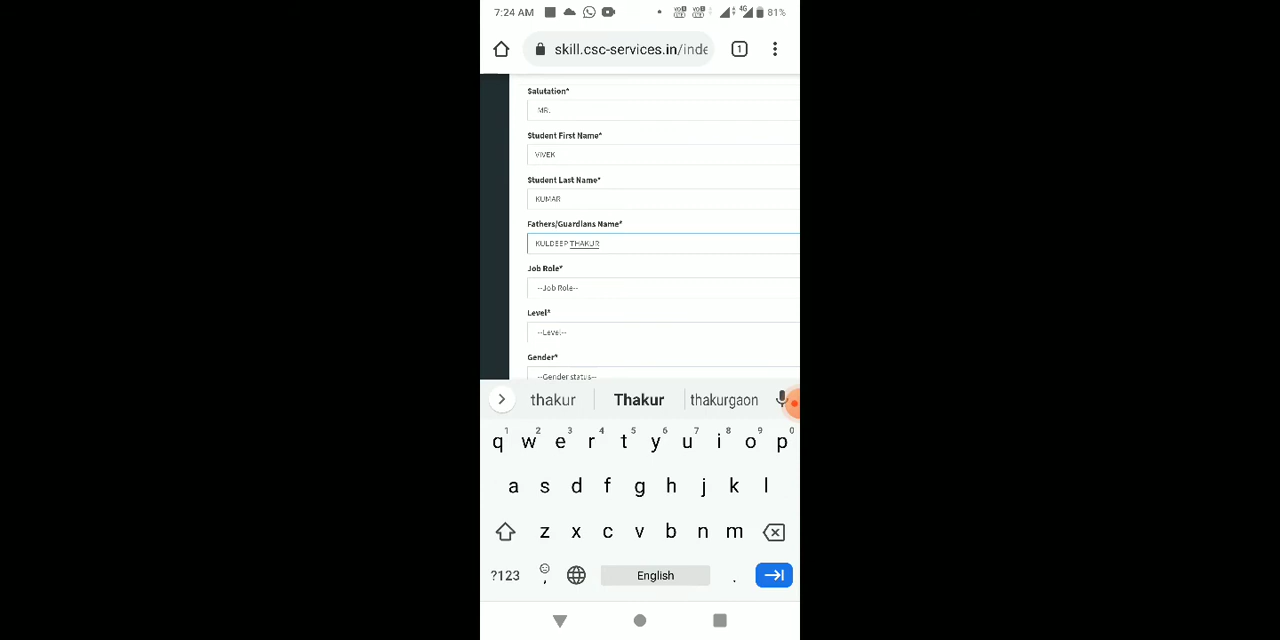 7:24 AM 4G 81%
skill.csc-services.in/inde 1
Salutation*
MR.
Student First Name*
VIVEK
Student Last Name*
KUMAR
Fathers/Guardians Name*
KULDEEP THAKUR
Job Role*
--Job Role--
Level*
--Level--
Gender*
--Gender status--
thakur Thakur thakurgaon
1 2 3 4 5 6 7 8 9 0
q w e r t y u i o p
a s d f g h j k l
z x c v b n m
?123 , English .